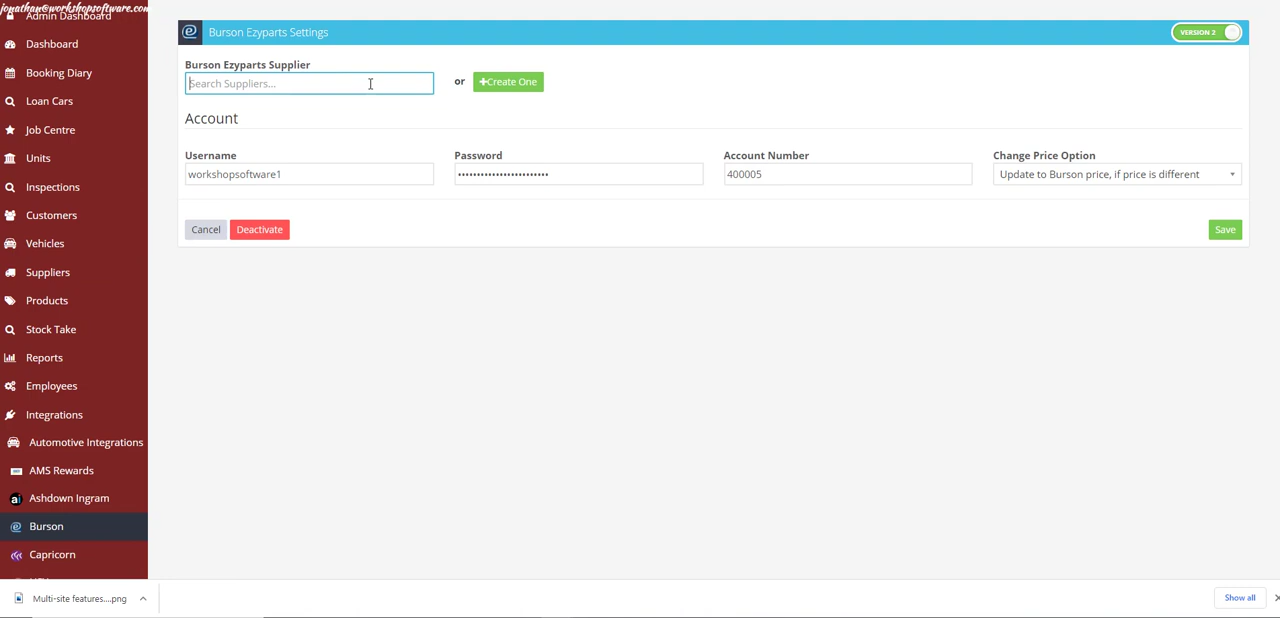 jonathan@workshopsoftware.com
Admin Dashboard
Dashboard
Booking Diary
Loan Cars
Job Centre
Units
Inspections
Customers
Vehicles
Suppliers
Products
Stock Take
Reports
Employees
Integrations
Automotive Integrations
AMS Rewards
ai Ashdown Ingram
Burson
Capricorn
Burson Ezyparts Settings
VERSION 2
Burson Ezyparts Supplier
Search Suppliers...
or
+Create One
Account
Username
Password
Account Number
Change Price Option
workshopsoftware1
••••••••••••••••••••••••
400005
Update to Burson price, if price is different
Cancel
Deactivate
Save
Multi-site features....png
Show all